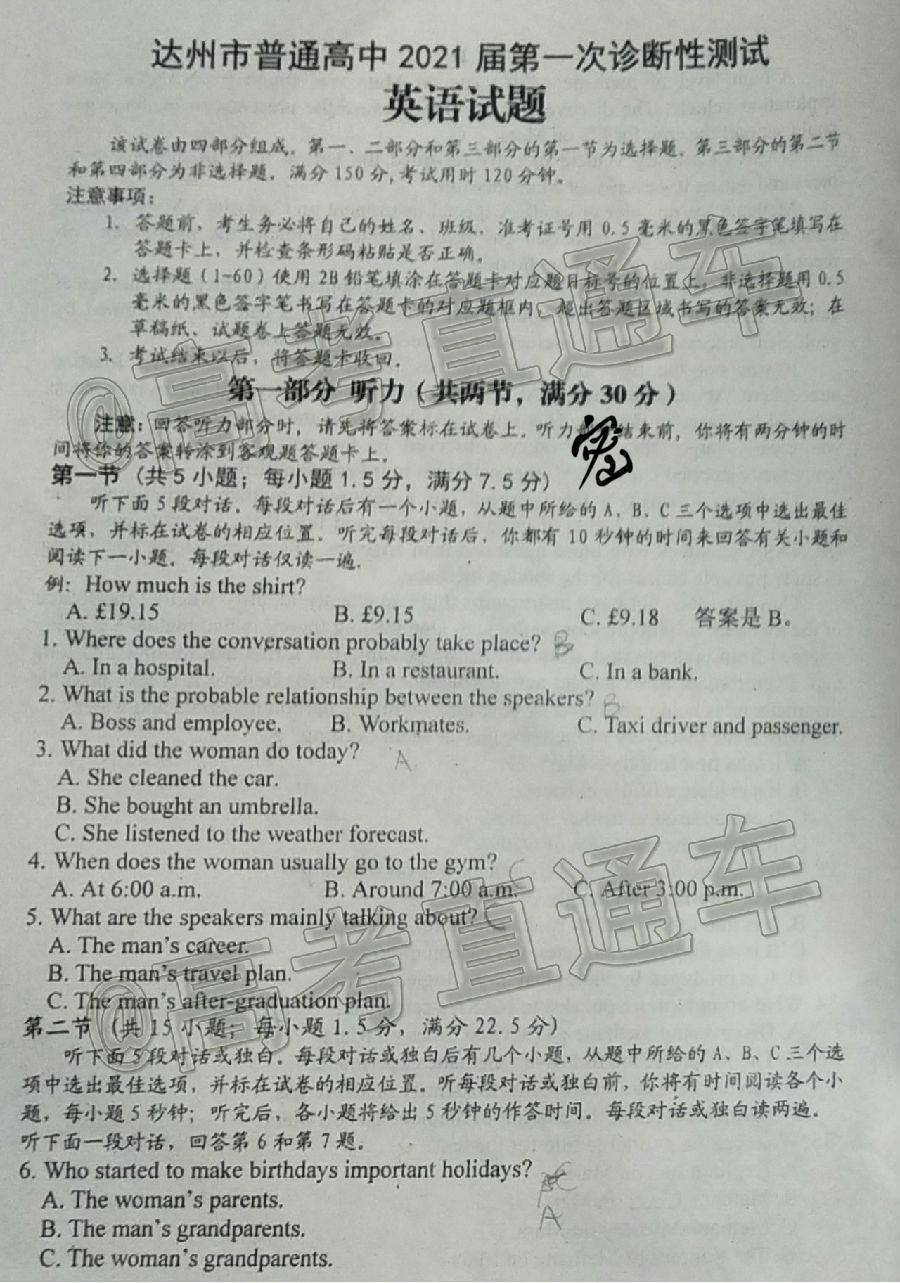 达州市普通高中 2021 届第一次诊断性测试
英语试题
该试卷由四部分组成。第一、二部分和第三部分的第一节为选择题。第三部分的第二节
和第四部分为非选择题。满分 150 分,考试用时 120 分钟。
注意事项:
1. 答题前,考生务必将自己的姓名、班级、准考证号用 0.5 毫米的黑色签字笔填写在
答题卡上,并检查条形码粘贴是否正确。
2. 选择题(1-60)使用 2B 铅笔填涂在答题卡对应题目标号的位置上,非选择题用 0.5
毫米的黑色签字笔书写在答题卡的对应题框内,超出答题区域书写的答案无效;在
草稿纸、试题卷上答题无效。
3. 考试结束以后,将答题卡收回。
第一部分 听力(共两节,满分 30 分)
注意:回答听力部分时,请先将答案标在试卷上。听力 结束前,你将有两分钟的时
间将你的答案转涂到客观题答题卡上。
第一节 (共 5 小题;每小题 1.5 分,满分 7.5 分)
听下面 5 段对话。每段对话后有一个小题,从题中所给的 A、B、C 三个选项中选出最佳
选项,并标在试卷的相应位置。听完每段对话后,你都有 10 秒钟的时间来回答有关小题和
阅读下一小题。每段对话仅读一遍.
例: How much is the shirt?
A. £19.15 B. £9.15 C. £9.18 答案是 B。
1. Where does the conversation probably take place? B
A. In a hospital. B. In a restaurant. C. In a bank.
2. What is the probable relationship between the speakers? B
A. Boss and employee. B. Workmates. C. Taxi driver and passenger.
3. What did the woman do today? A
A. She cleaned the car.
B. She bought an umbrella.
C. She listened to the weather forecast.
4. When does the woman usually go to the gym? C
A. At 6:00 a.m. B. Around 7:00 a.m. C. After 3:00 p.m.
5. What are the speakers mainly talking about? C
A. The man's career.
B. The man's travel plan.
C. The man's after-graduation plan.
第二节 (共 15 小题;每小题 1.5 分,满分 22.5 分)
听下面 5 段对话或独白。每段对话或独白后有几个小题,从题中所给的 A、B、C 三个选
项中选出最佳选项,并标在试卷的相应位置。听每段对话或独白前,你将有时间阅读各个小
题,每小题 5 秒钟;听完后,各小题将给出 5 秒钟的作答时间。每段对话或独白读两遍。
听下面一段对话,回答第 6 和第 7 题。
6. Who started to make birthdays important holidays? C
A. The woman's parents. A
B. The man's grandparents.
C. The woman's grandparents.
@高考直通车
@高考直通车